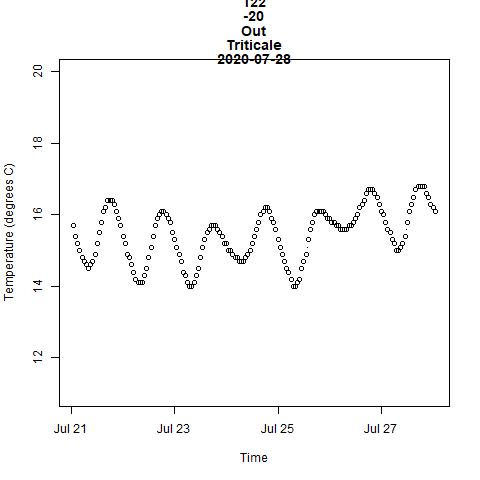 122
-20
Out
Triticale
2020-07-28
20
18
16
14
12
Temperature (degrees C)
Jul 21
Jul 23
Jul 25
Jul 27
Time